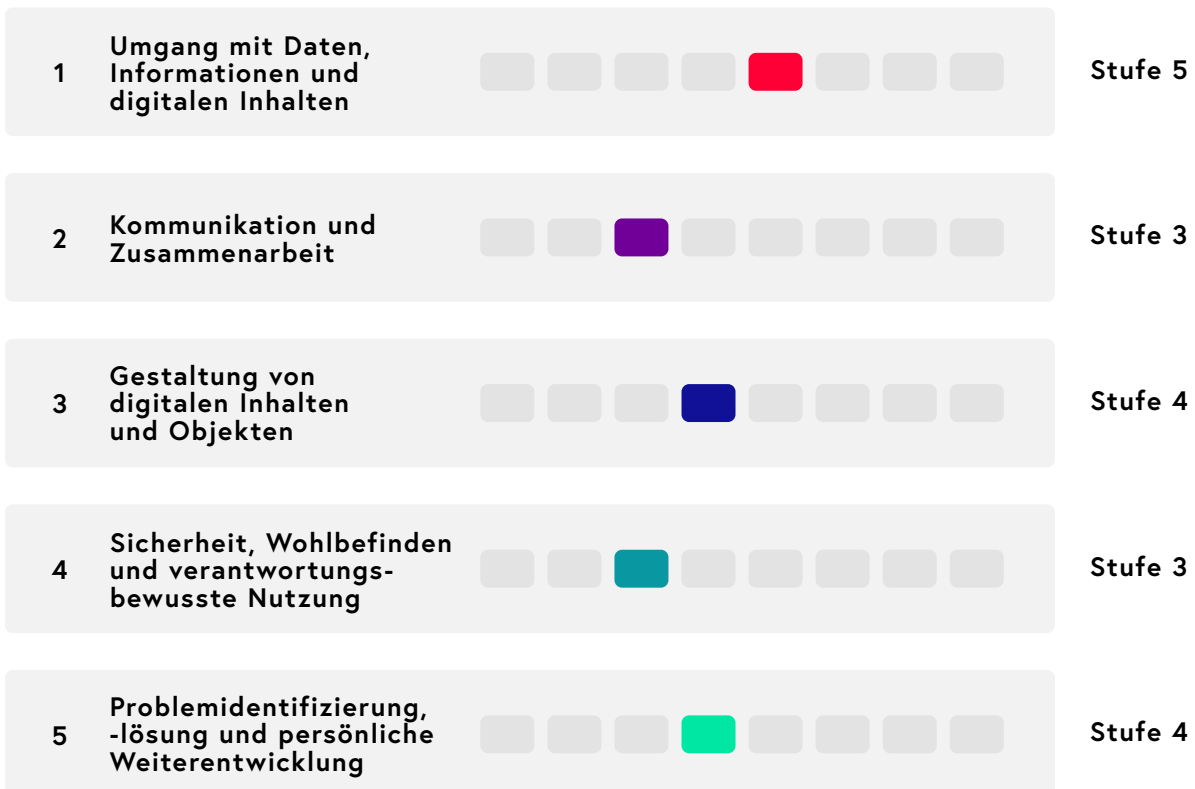 1
Umgang mit Daten,
Informationen und
digitalen Inhalten
Stufe 5
2
Kommunikation und
Zusammenarbeit
Stufe 3
3
Gestaltung von
digitalen Inhalten
und Objekten
Stufe 4
4
Sicherheit, Wohlbefinden
und verantwortungs-
bewusste Nutzung
Stufe 3
5
Problemidentifizierung,
-lösung und persönliche
Weiterentwicklung
Stufe 4